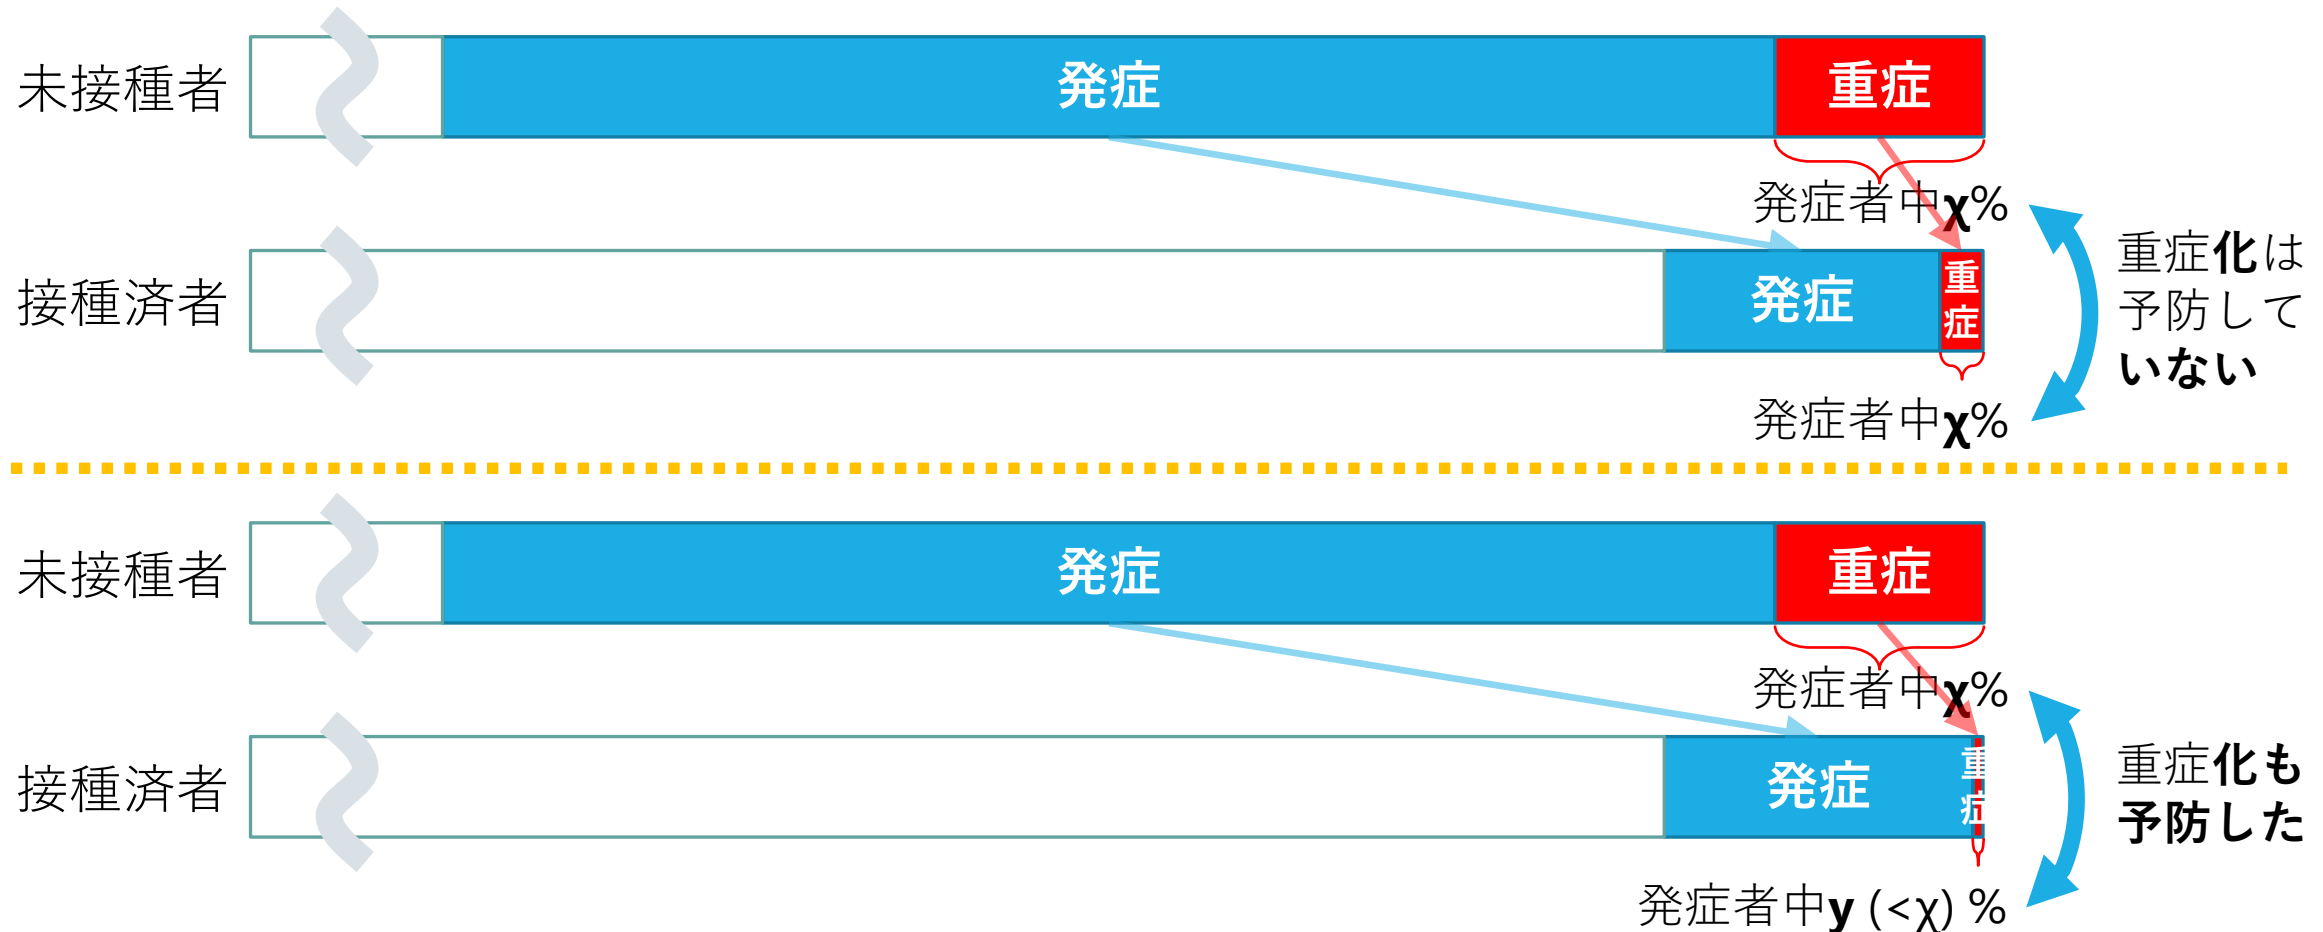 未接種者
発症
重症
発症者中χ%
接種済者
発症
重
症
発症者中χ%
重症化は
予防して
いない
未接種者
発症
重症
発症者中χ%
接種済者
発症
重
症
発症者中y (<χ) %
重症化も
予防した